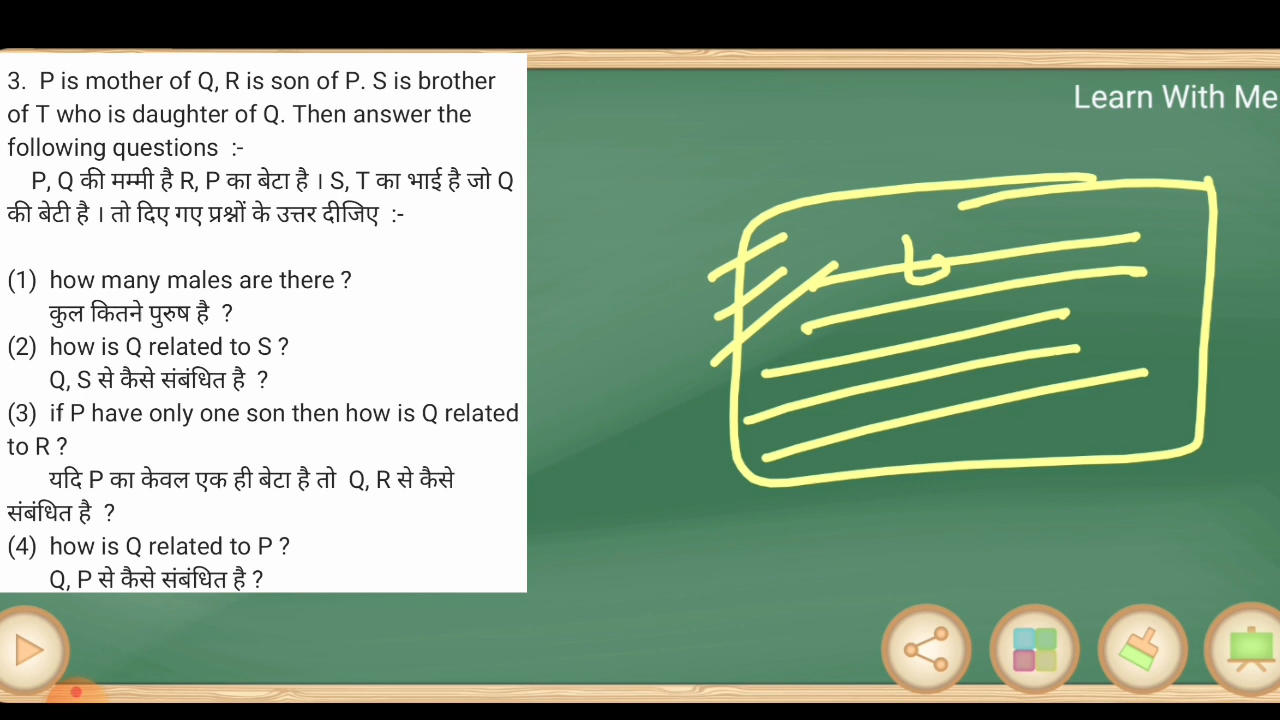 3. P is mother of Q, R is son of P. S is brother
of T who is daughter of Q. Then answer the
following questions :-
P, Q की मम्मी है R, P का बेटा है । S, T का भाई है जो Q
की बेटी है । तो दिए गए प्रश्नों के उत्तर दीजिए :-
(1) how many males are there ?
कुल कितने पुरुष है ?
(2) how is Q related to S ?
Q, S से कैसे संबंधित है ?
(3) if P have only one son then how is Q related
to R ?
यदि P का केवल एक ही बेटा है तो Q, R से कैसे
संबंधित है ?
(4) how is Q related to P ?
Q, P से कैसे संबंधित है ?
Learn With Me